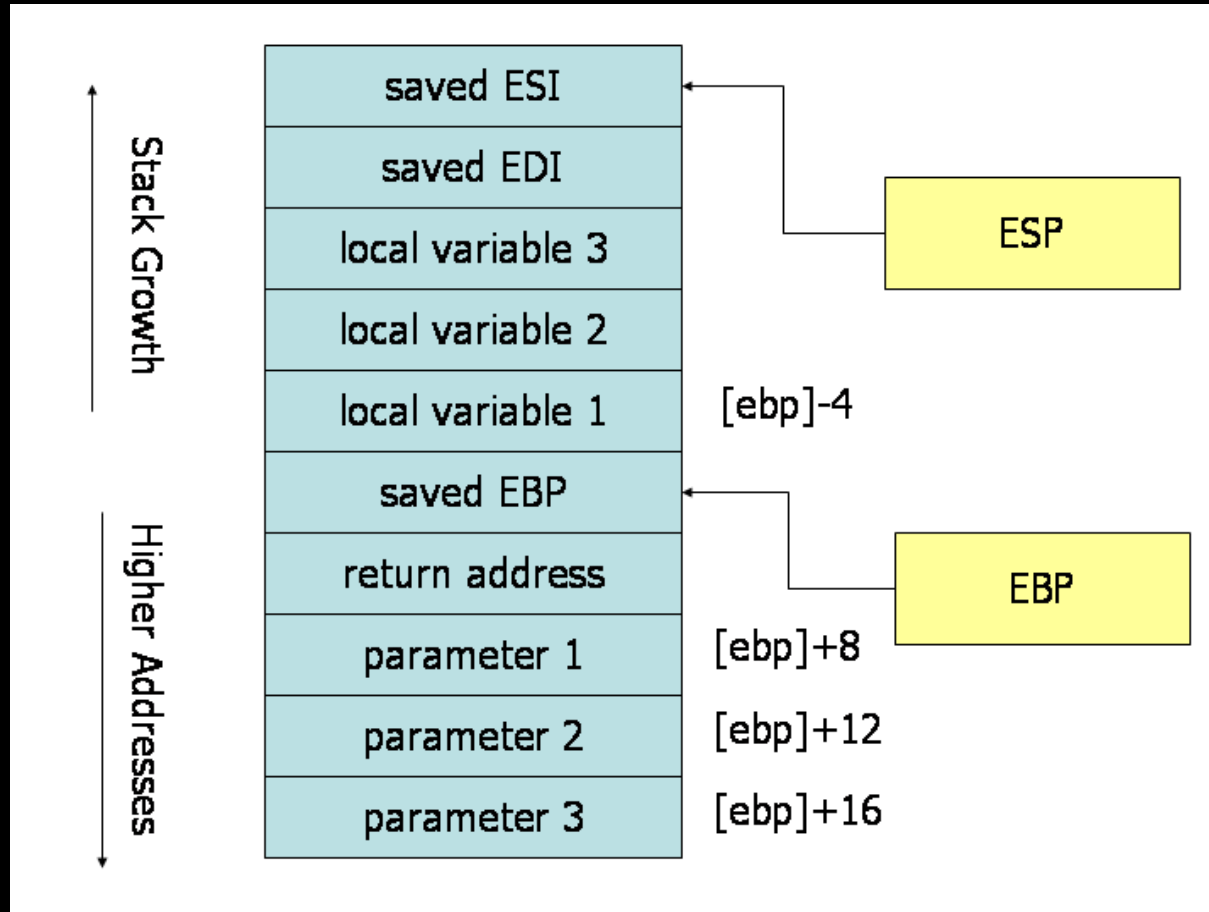 saved ESI
saved EDI
local variable 3
local variable 2
local variable 1
saved EBP
return address
parameter 1
parameter 2
parameter 3
Stack Growth
Higher Addresses
[ebp]-4
[ebp]+8
[ebp]+12
[ebp]+16
ESP
EBP